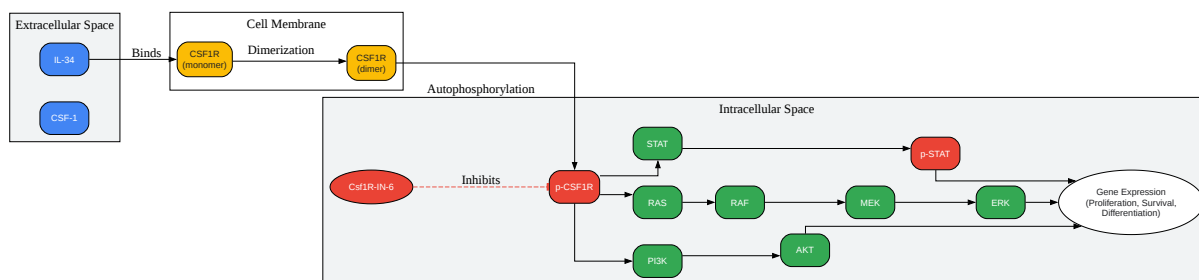 Extracellular Space
IL-34
CSF-1
Binds
Cell Membrane
CSF1R
(monomer)
Dimerization
CSF1R
(dimer)
Autophosphorylation
Intracellular Space
Csf1R-IN-6
Inhibits
p-CSF1R
STAT
p-STAT
RAS
RAF
MEK
ERK
PI3K
AKT
Gene Expression
(Proliferation, Survival,
Differentiation)